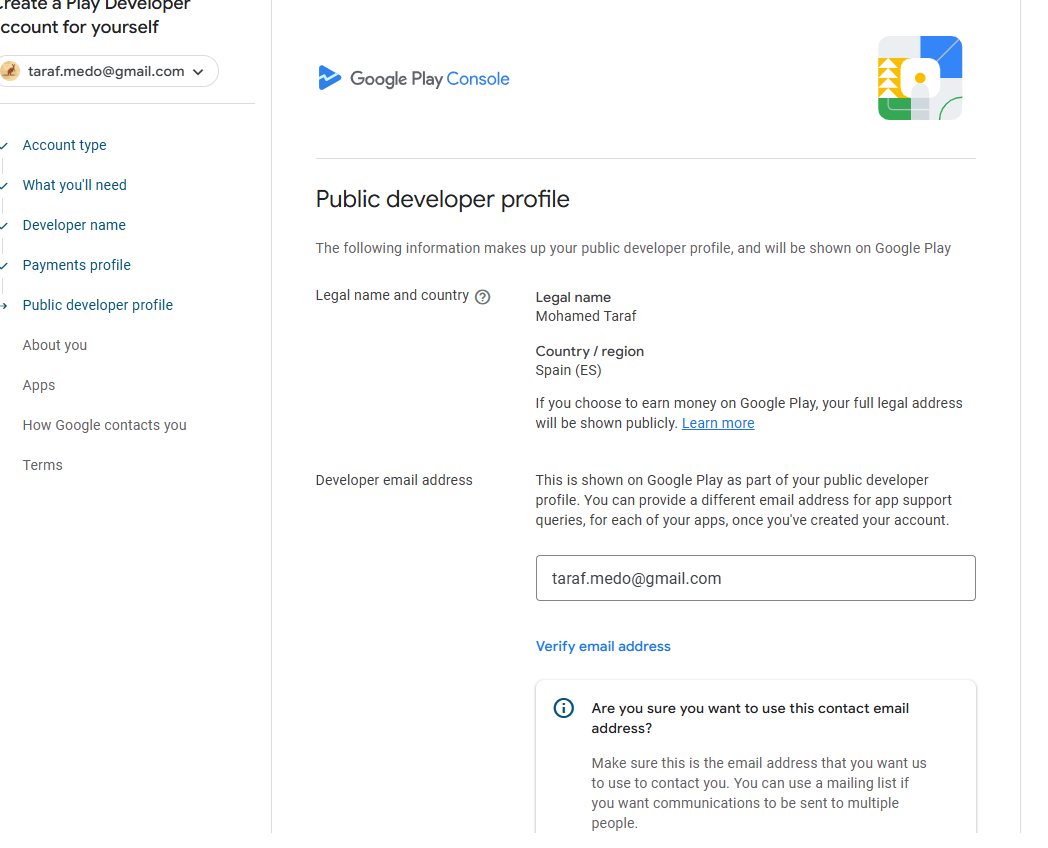 Create a Play Developer
account for yourself
taraf.medo@gmail.com
Account type
What you'll need
Developer name
Payments profile
Public developer profile
About you
Apps
How Google contacts you
Terms
Google Play Console
Public developer profile
The following information makes up your public developer profile, and will be shown on Google Play
Legal name and country
Legal name
Mohamed Taraf
Country / region
Spain (ES)
If you choose to earn money on Google Play, your full legal address
will be shown publicly. Learn more
Developer email address
This is shown on Google Play as part of your public developer
profile. You can provide a different email address for app support
queries, for each of your apps, once you've created your account.
taraf.medo@gmail.com
Verify email address
Are you sure you want to use this contact email
address?
Make sure this is the email address that you want us
to use to contact you. You can use a mailing list if
you want communications to be sent to multiple
people.